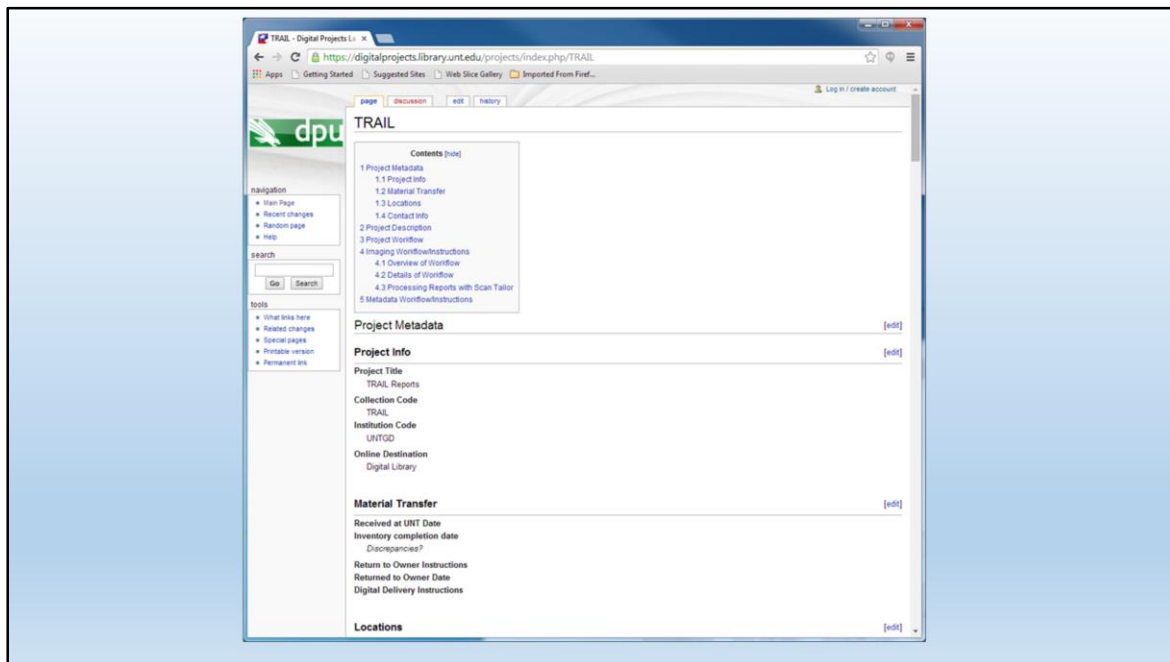 TRAIL - Digital Projects Li
https://digitalprojects.library.unt.edu/projects/index.php/TRAIL
Apps Getting Started Suggested Sites Web Slice Gallery Imported From Firef...
Log in / create account
page discussion edit history
dpu
TRAIL
Contents [hide]
1 Project Metadata
1.1 Project Info
1.2 Material Transfer
1.3 Locations
1.4 Contact Info
2 Project Description
3 Project Workflow
4 Imaging Workflow/Instructions
4.1 Overview of Workflow
4.2 Details of Workflow
4.3 Processing Reports with Scan Tailor
5 Metadata Workflow/Instructions
navigation
Main Page
Recent changes
Random page
Help
search
Go Search
tools
What links here
Related changes
Special pages
Printable version
Permanent link
Project Metadata [edit]
Project Info [edit]
Project Title
TRAIL Reports
Collection Code
TRAIL
Institution Code
UNTGD
Online Destination
Digital Library
Material Transfer [edit]
Received at UNT Date
Inventory completion date
Discrepancies?
Return to Owner Instructions
Returned to Owner Date
Digital Delivery Instructions
Locations [edit]